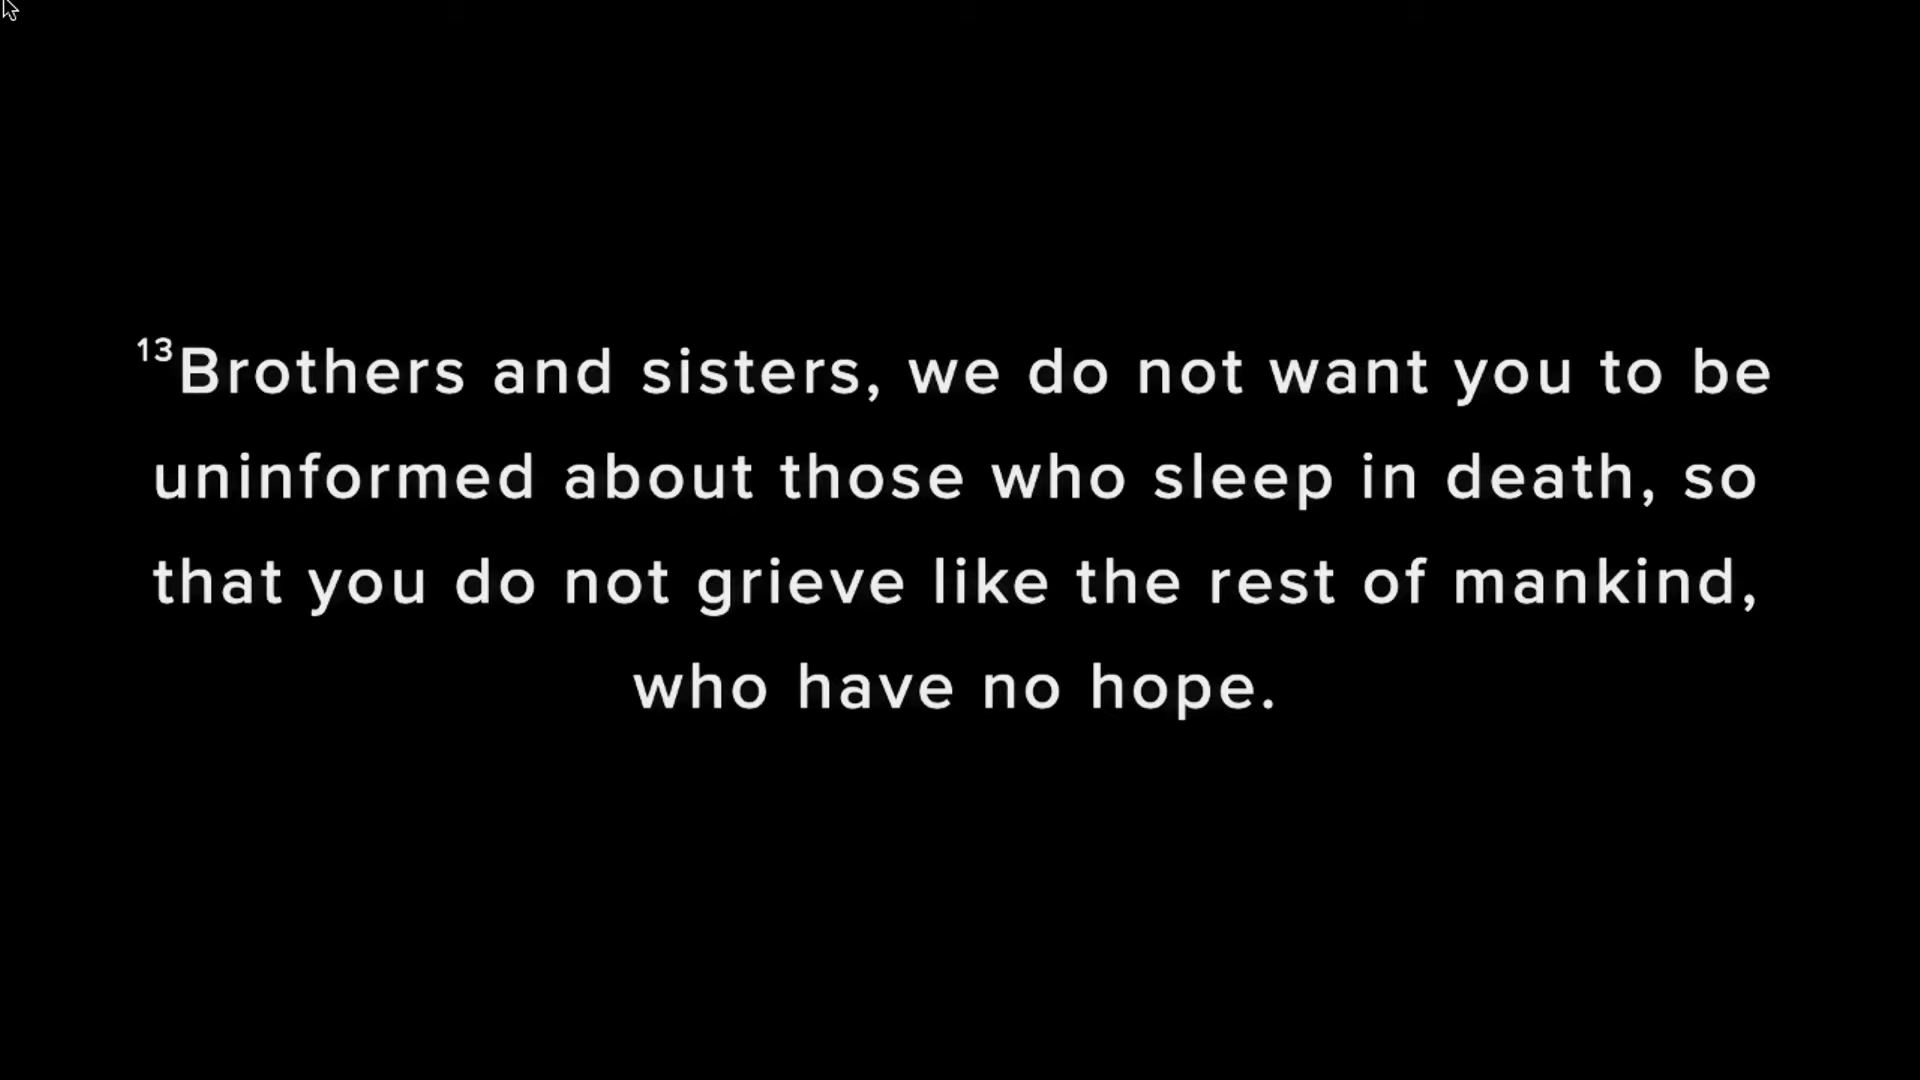 ¹³Brothers and sisters, we do not want you to be
uninformed about those who sleep in death, so
that you do not grieve like the rest of mankind,
who have no hope.